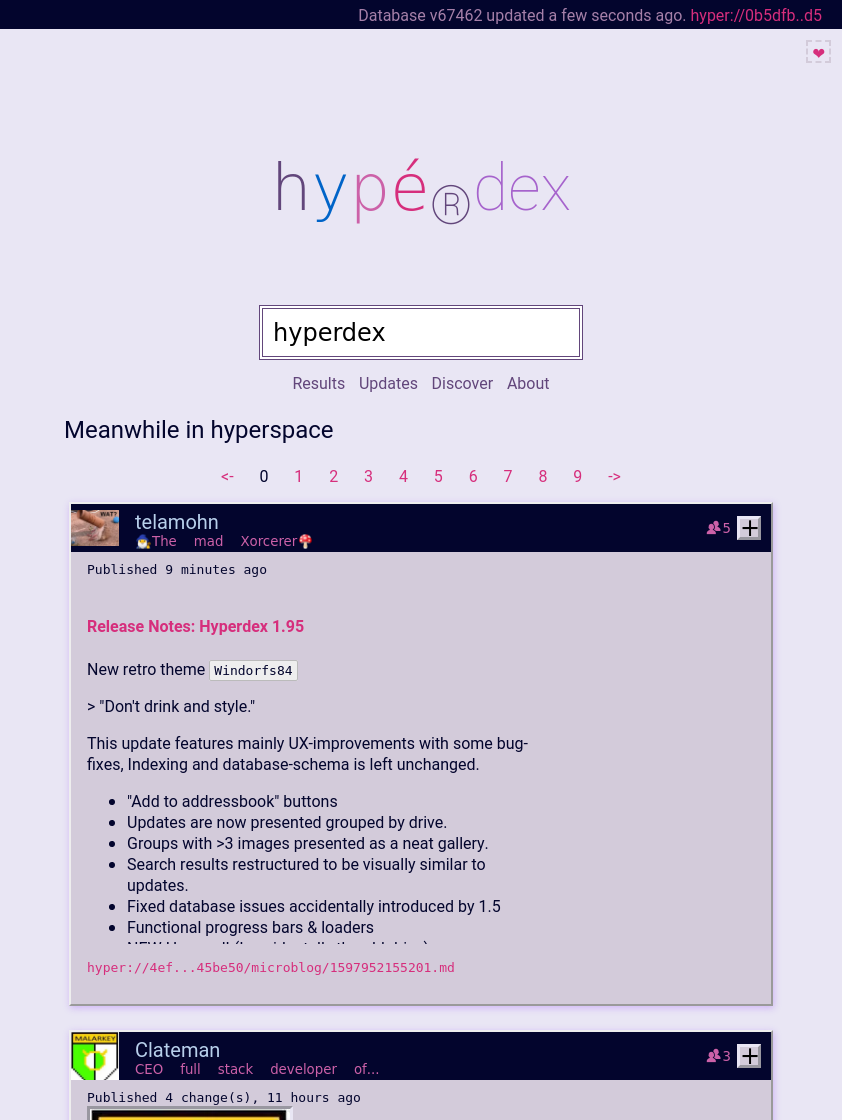 Database v67462 updated a few seconds ago. hyper://0b5dfb..d5
hypé®dex
hyperdex
Results Updates Discover About
Meanwhile in hyperspace
<- 0 1 2 3 4 5 6 7 8 9 ->
WAT?
telamohn
🧙‍♂️The mad Xorcerer🍄
5
Published 9 minutes ago
Release Notes: Hyperdex 1.95
New retro theme Windorfs84
> "Don't drink and style."
This update features mainly UX-improvements with some bug-
fixes, Indexing and database-schema is left unchanged.
"Add to addressbook" buttons
Updates are now presented grouped by drive.
Groups with >3 images presented as a neat gallery.
Search results restructured to be visually similar to
updates.
Fixed database issues accidentally introduced by 1.5
Functional progress bars & loaders
hyper://4ef...45be50/microblog/1597952155201.md
MALARKEY
Clateman
CEO full stack developer of...
3
Published 4 change(s), 11 hours ago